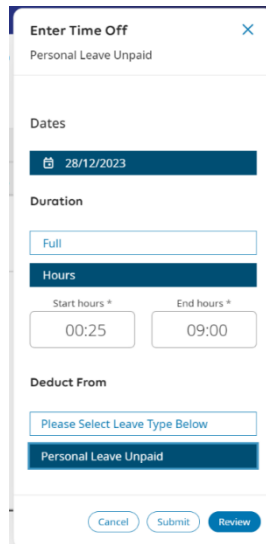 Enter Time Off
Personal Leave Unpaid
Dates
28/12/2023
Duration
Full
Hours
Start hours * End hours *
00:25 09:00
Deduct From
Please Select Leave Type Below
Personal Leave Unpaid
Cancel Submit Review